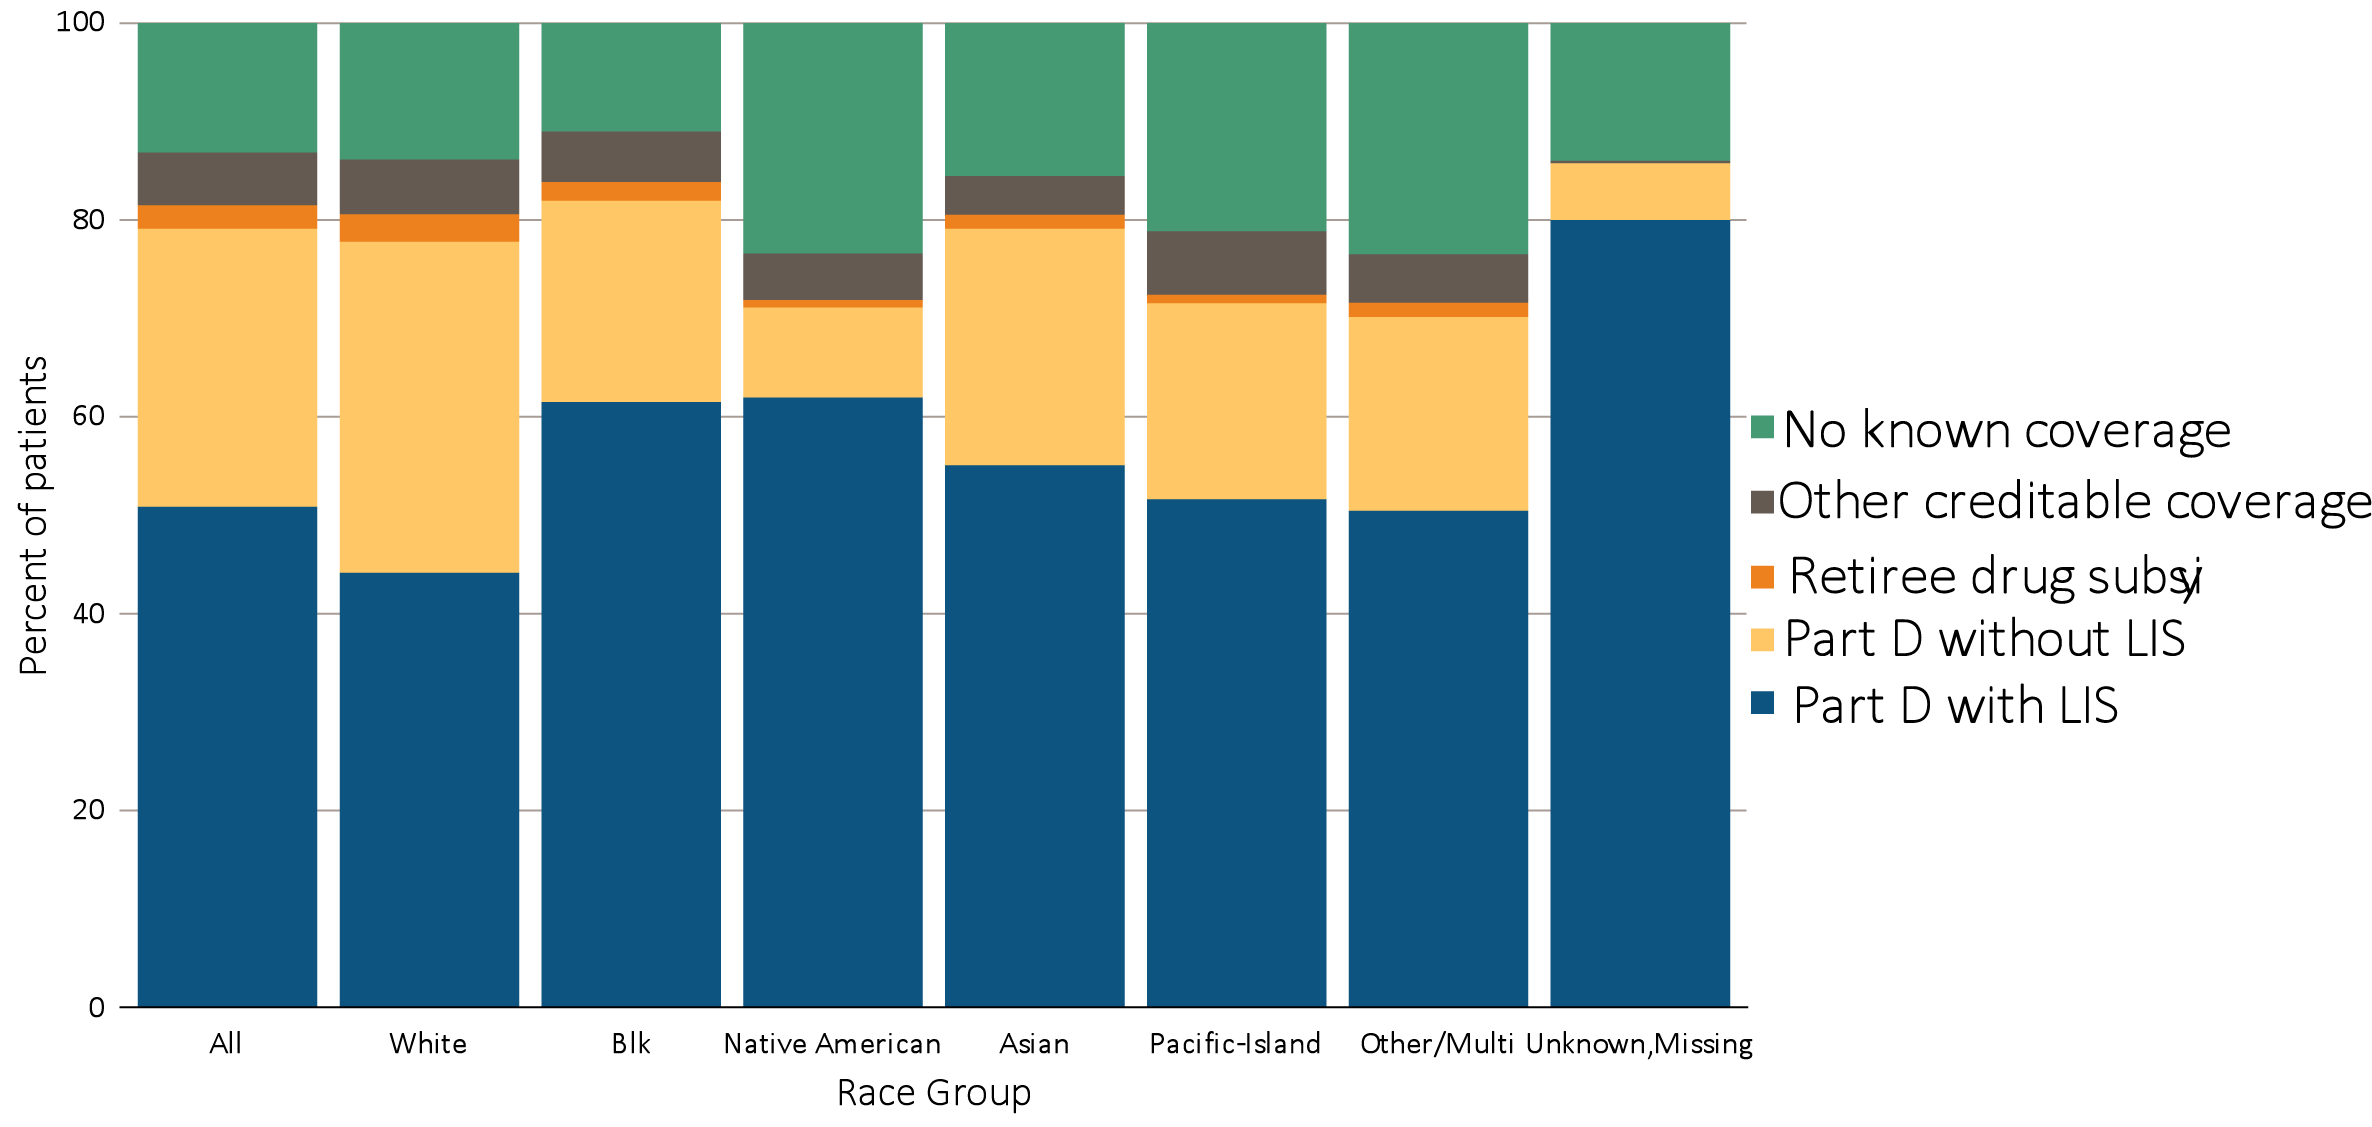 100
80
60
40
20
0
Percent of patients
All
White
Blk
Native American
Asian
Pacific-Island
Other/Multi
Unknown,Missing
Race Group
No known coverage
Other creditable coverage
Retiree drug subsiy
Part D without LIS
Part D with LIS